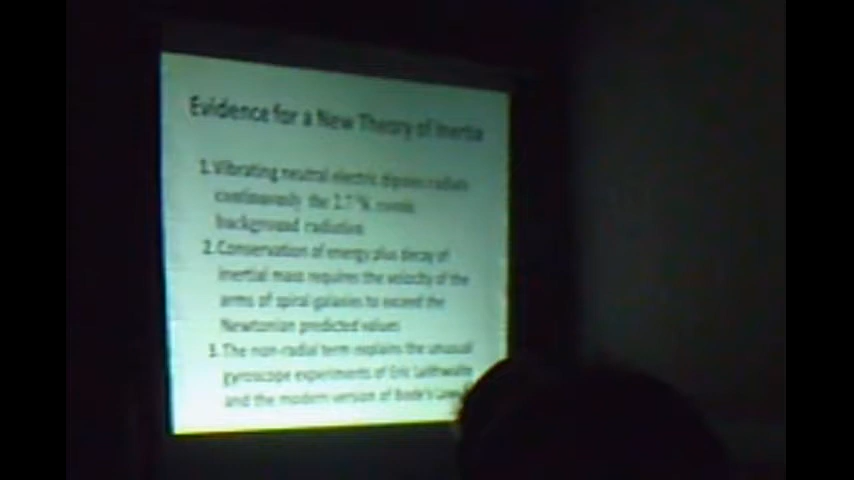 Evidence for a New Theory of Inertia
1. Vibrating neutral electric dipoles radiate
continuously the 2.7 °K cosmic
background radiation
2. Conservation of energy plus decay of
inertial mass requires the velocity of the
arms of spiral galaxies to exceed the
Newtonian predicted values
3. The non-radial term explains the unusual
gyroscope experiments of Eric Laithwaite
and the modern version of Bode's